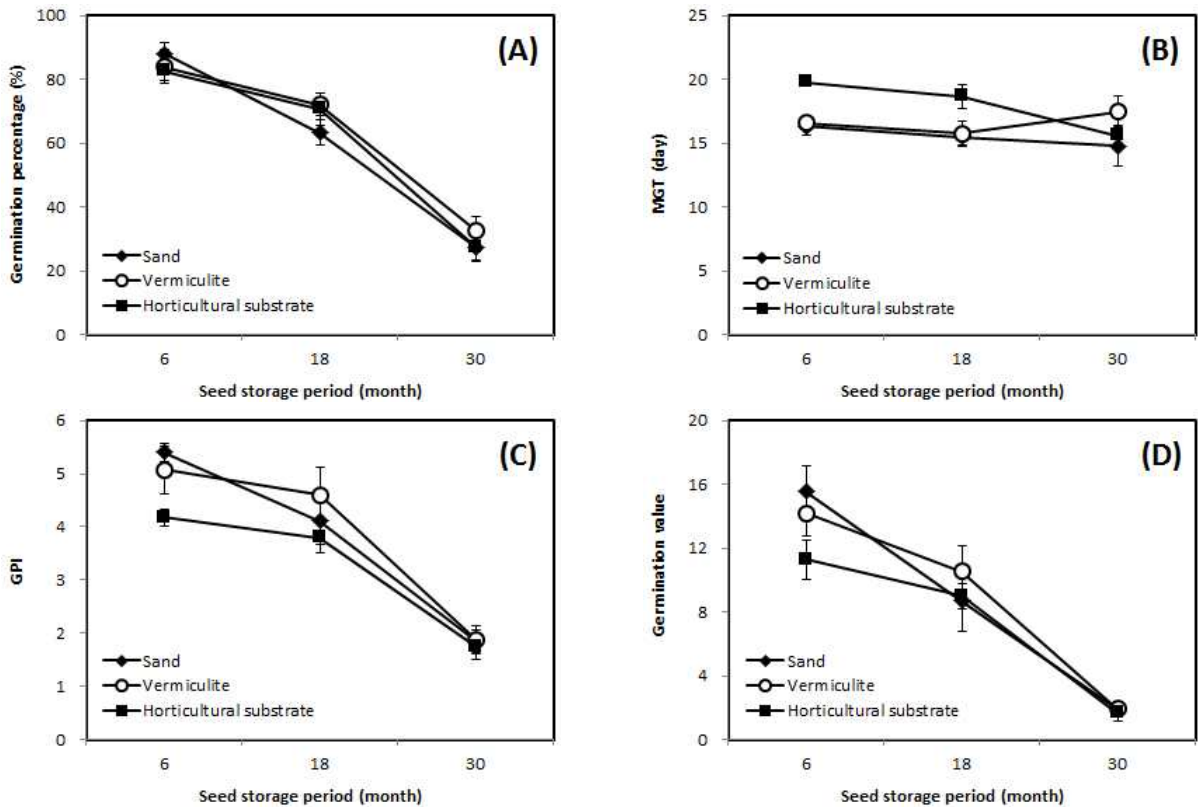 (A)
Germination percentage (%)
100
80
60
40
20
0
Sand
Vermiculite
Horticultural substrate
6 18 30
Seed storage period (month)
(B)
MGT (day)
25
20
15
10
5
0
Sand
Vermiculite
Horticultural substrate
6 18 30
Seed storage period (month)
(C)
GPI
6
5
4
3
2
1
0
Sand
Vermiculite
Horticultural substrate
6 18 30
Seed storage period (month)
(D)
Germination value
20
16
12
8
4
0
Sand
Vermiculite
Horticultural substrate
6 18 30
Seed storage period (month)